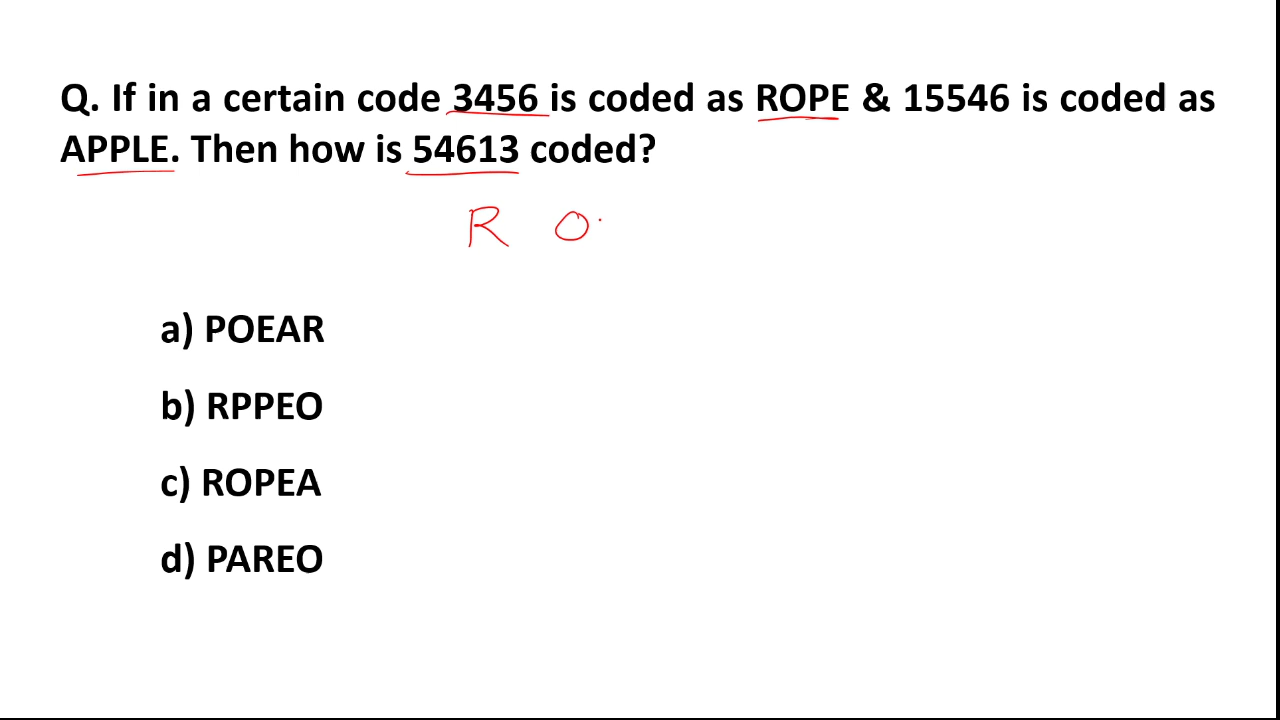 Q. If in a certain code 3456 is coded as ROPE & 15546 is coded as
APPLE. Then how is 54613 coded?
R O
a) POEAR
b) RPPEO
c) ROPEA
d) PAREO